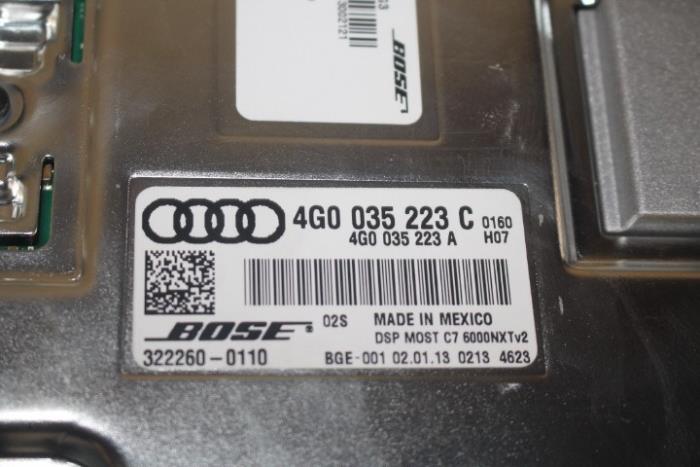 3002121
BOSE
4G0 035 223 C 0160
4G0 035 223 A H07
02S MADE IN MEXICO
BOSE DSP MOST C7 6000NXTv2
322260-0110 BGE-001 02.01.13 0213 4623